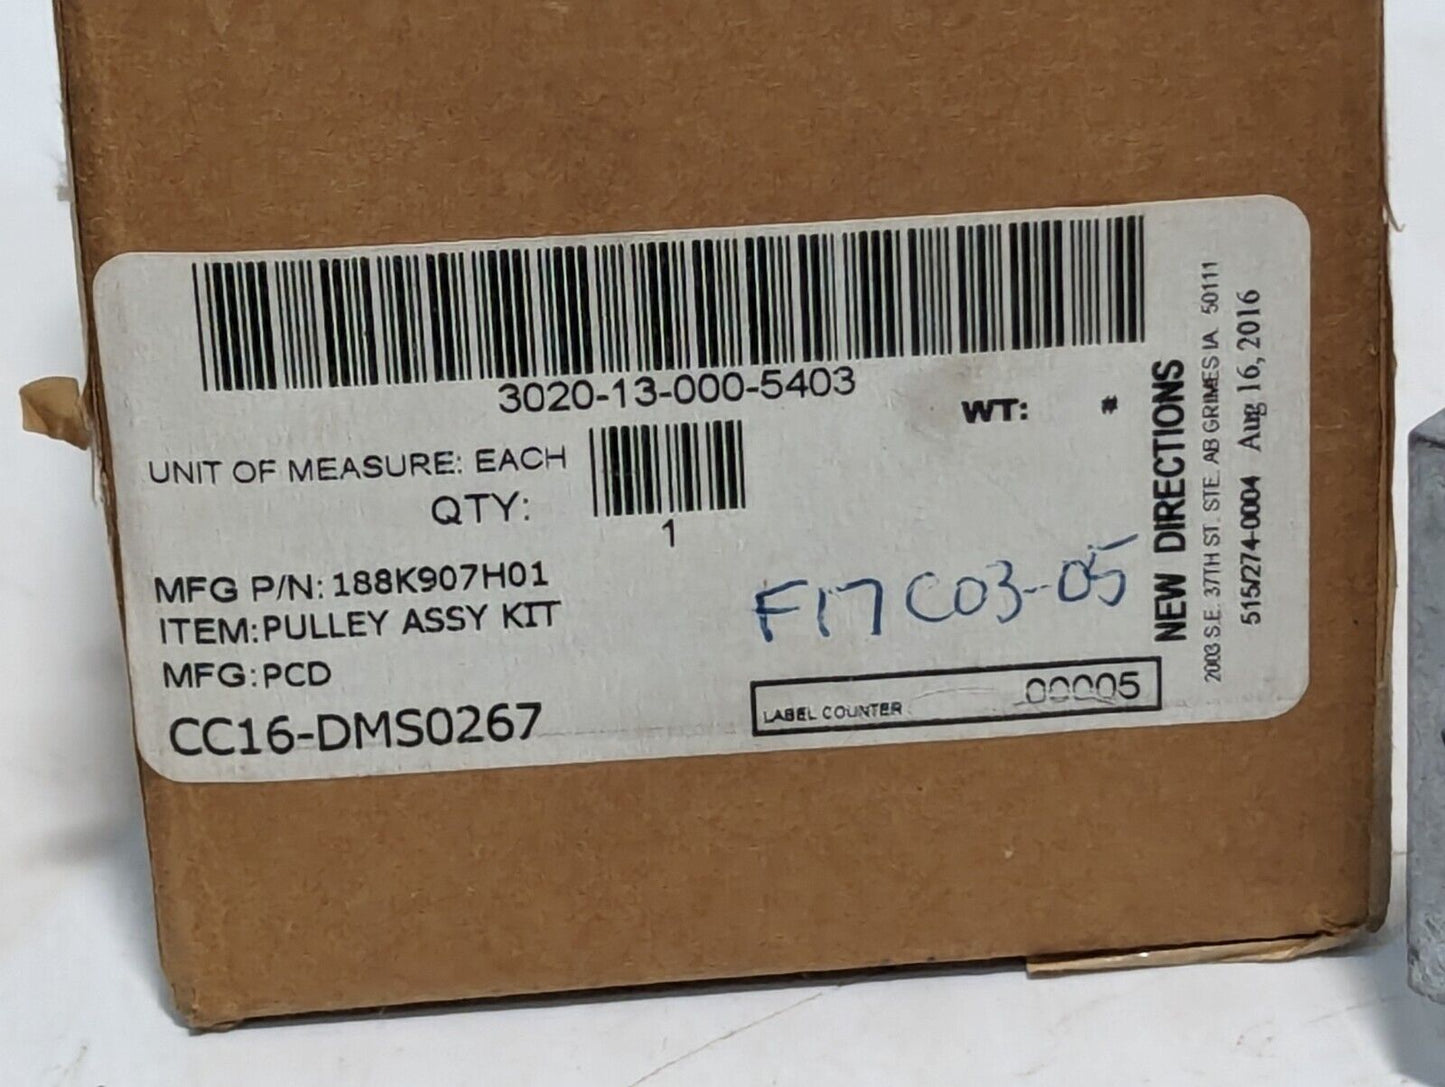 3020-13-000-5403
WT: #
UNIT OF MEASURE: EACH
QTY:
1
MFG P/N: 188K907H01
ITEM: PULLEY ASSY KIT
MFG: PCD
CC16-DMS0267
F17C03-05
LABEL COUNTER 00005
NEW DIRECTIONS
2003 S.E. 37TH ST. STE. AB GRIMES IA 50111
515/274-0004 Aug 16, 2016